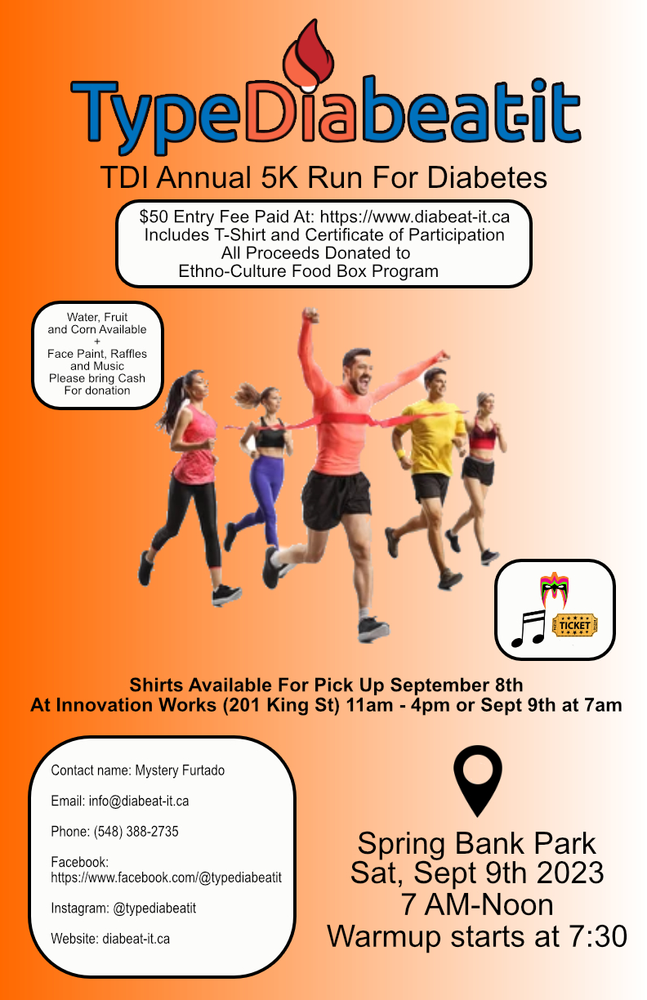 TypeDiabeat-it
TDI Annual 5K Run For Diabetes
$50 Entry Fee Paid At: https://www.diabeat-it.ca
Includes T-Shirt and Certificate of Participation
All Proceeds Donated to
Ethno-Culture Food Box Program
Water, Fruit
and Corn Available
+
Face Paint, Raffles
and Music
Please bring Cash
For donation
TICKET
Shirts Available For Pick Up September 8th
At Innovation Works (201 King St) 11am - 4pm or Sept 9th at 7am
Contact name: Mystery Furtado
Email: info@diabeat-it.ca
Phone: (548) 388-2735
Facebook:
https://www.facebook.com/@typediabeatit
Instagram: @typediabeatit
Website: diabeat-it.ca
Spring Bank Park
Sat, Sept 9th 2023
7 AM-Noon
Warmup starts at 7:30